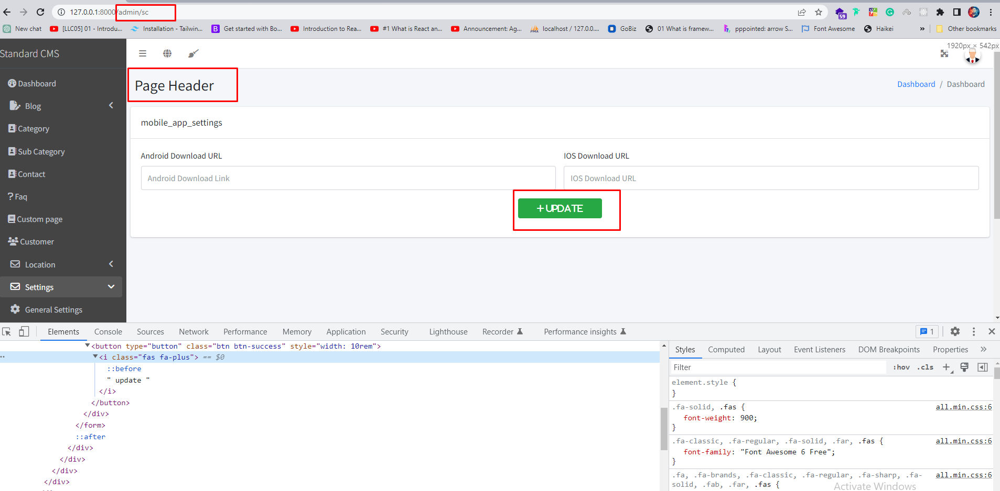 127.0.0.1:8000/admin/sc
59
New chat
[LLC05] 01 - Introdu...
Installation - Tailwin...
Get started with Bo...
Introduction to Rea...
#1 What is React an...
Announcement: Ag...
localhost / 127.0.0....
GoBiz
01 What is framew...
pppointed: arrow S...
Font Awesome
Haikei
»
Other bookmarks
Standard CMS
1920px × 542px
Page Header
Dashboard / Dashboard
Dashboard
Blog
Category
Sub Category
Contact
? Faq
Custom page
Customer
Location
Settings
General Settings
mobile_app_settings
Android Download URL
IOS Download URL
Android Download Link
IOS Download URL
+ UPDATE
Elements
Console
Sources
Network
Performance
Memory
Application
Security
Lighthouse
Recorder
Performance insights
1
<button type="button" class="btn btn-success" style="width: 10rem">
<i class="fas fa-plus"> == $0
::before
" update "
</i>
</button>
</div>
</form>
::after
</div>
</div>
</div>
</div>
Styles
Computed
Layout
Event Listeners
DOM Breakpoints
Properties
»
Filter
:hov .cls +
element.style {
}
.fa-solid, .fas { all.min.css:6
font-weight: 900;
}
.fa-classic, .fa-regular, .fa-solid, .far, .fas { all.min.css:6
font-family: "Font Awesome 6 Free";
}
.fa, .fa-brands, .fa-classic, .fa-regular, .fa-sharp, .fa- all.min.css:6
solid, .fab, .far, .fas {
Activate Windows